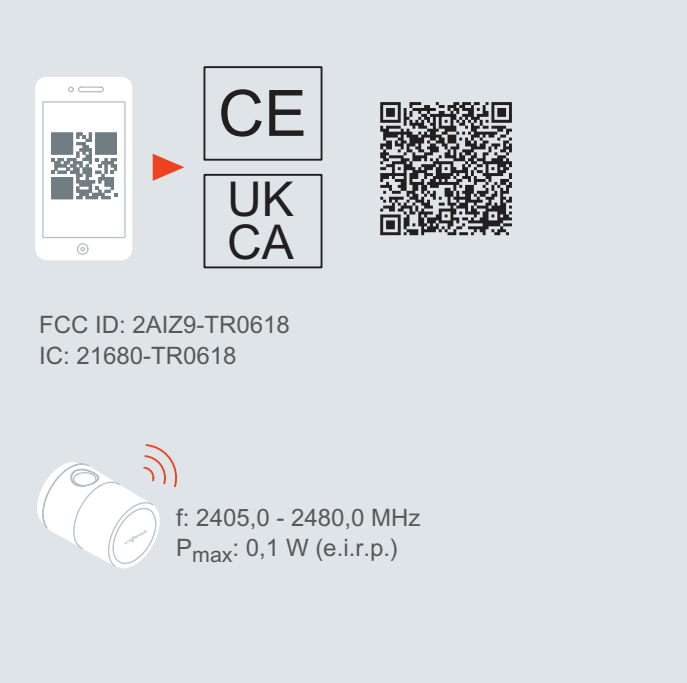 CE
UK
CA
FCC ID: 2AIZ9-TR0618
IC: 21680-TR0618
f: 2405,0 - 2480,0 MHz
Pmax: 0,1 W (e.i.r.p.)